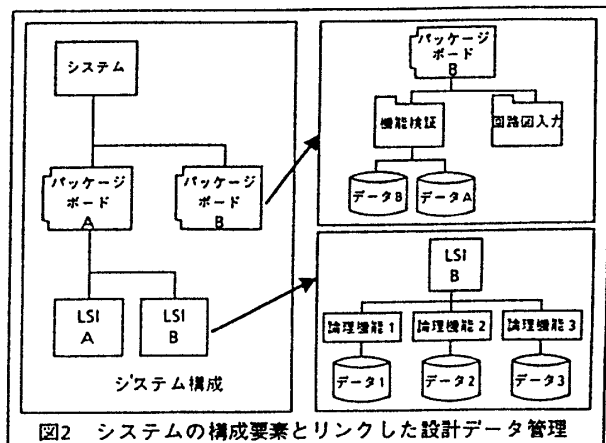 システム
パッケージ
ボード
A
パッケージ
ボード
B
LSI
A
LSI
B
システム構成
パッケージ
ボード
B
機能検証
回路図入力
データB
データA
LSI
B
論理機能1
論理機能2
論理機能3
データ1
データ2
データ3
図2 システムの構成要素とリンクした設計データ管理